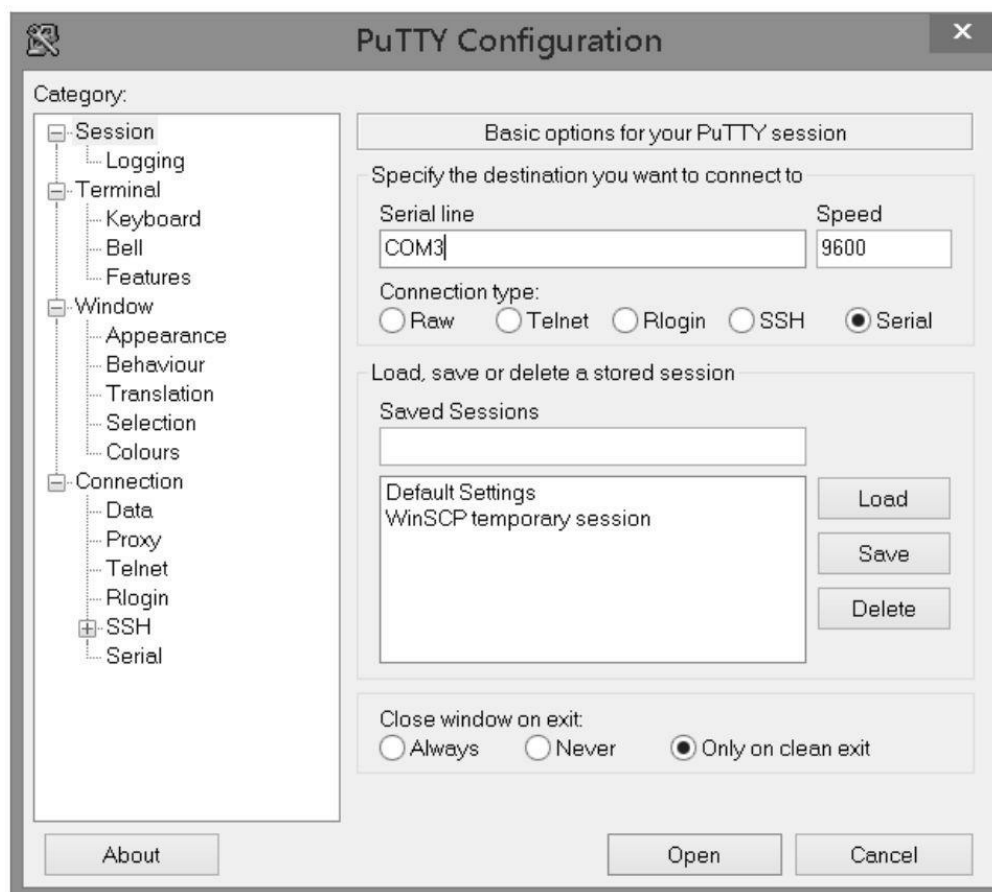 PuTTY Configuration
Category:
Session
Logging
Terminal
Keyboard
Bell
Features
Window
Appearance
Behaviour
Translation
Selection
Colours
Connection
Data
Proxy
Telnet
Rlogin
SSH
Serial
Basic options for your PuTTY session
Specify the destination you want to connect to
Serial line Speed
COM3 9600
Connection type:
Raw Telnet Rlogin SSH Serial
Load, save or delete a stored session
Saved Sessions
Default Settings
WinSCP temporary session
Load
Save
Delete
Close window on exit:
Always Never Only on clean exit
About Open Cancel